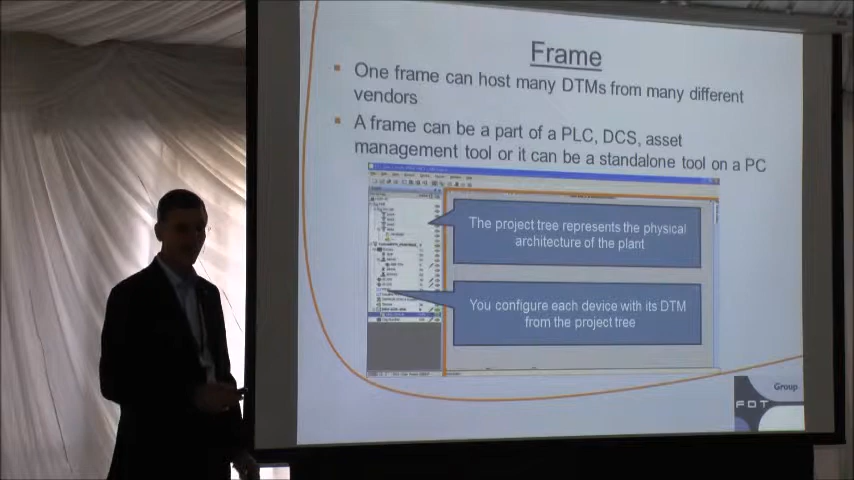 Frame
One frame can host many DTMs from many different
vendors
A frame can be a part of a PLC, DCS, asset
management tool or it can be a standalone tool on a PC
The project tree represents the physical
architecture of the plant
You configure each device with its DTM
from the project tree
Group
FDT